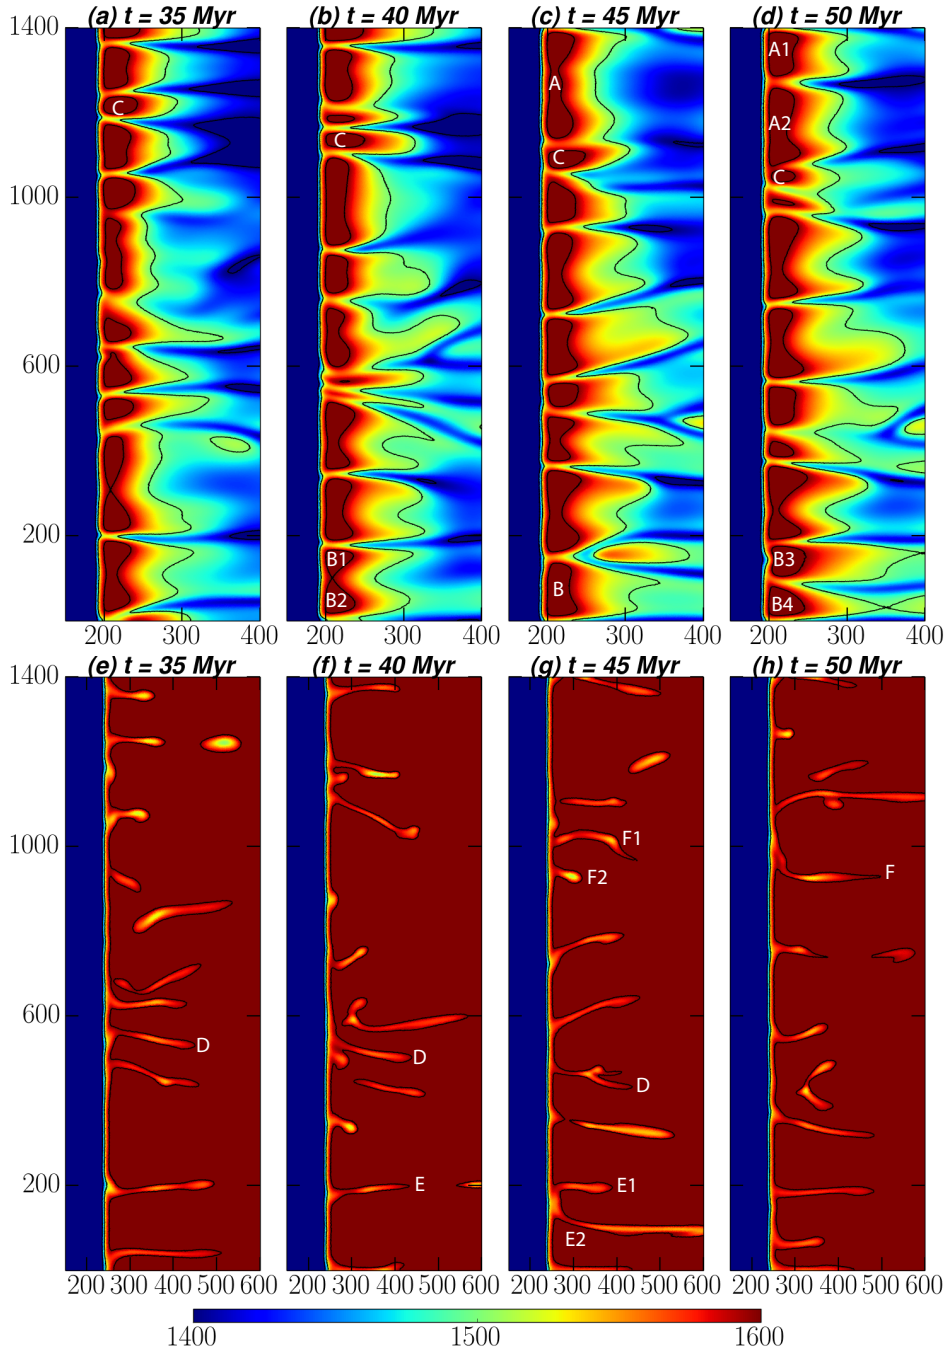 (a) t = 35 Myr (b) t = 40 Myr (c) t = 45 Myr (d) t = 50 Myr
1400
A1
A
C
C
A2
C
C
1000
600
200
B1
B3
B2
B
B4
200 300 400 200 300 400 200 300 400 200 300 400
(e) t = 35 Myr (f) t = 40 Myr (g) t = 45 Myr (h) t = 50 Myr
1400
1000
F1
F2
F
600
D
D
D
200
E
E1
E2
200 300 400 500 600 200 300 400 500 600 200 300 400 500 600 200 300 400 500 600
1400 1500 1600